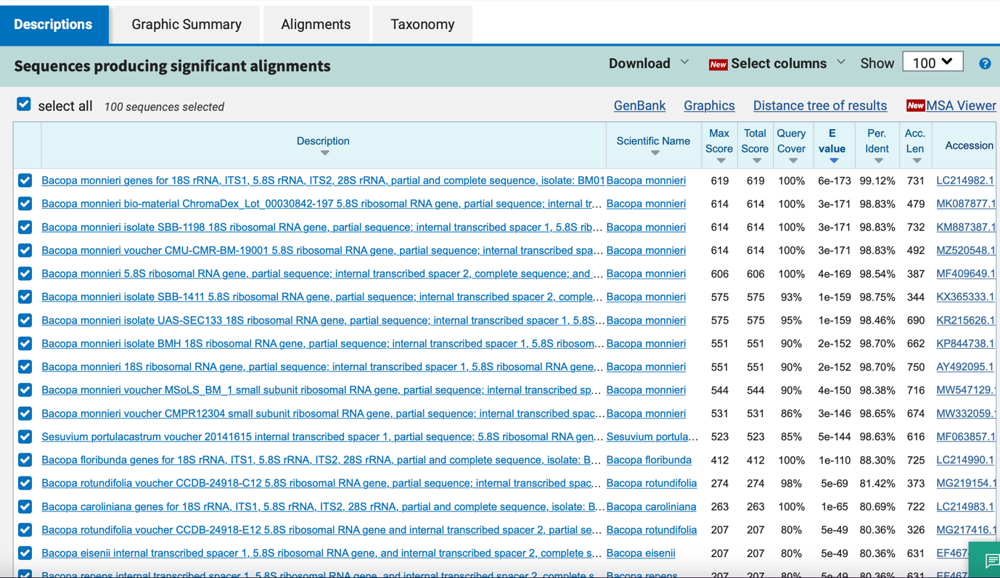 Descriptions Graphic Summary Alignments Taxonomy
Sequences producing significant alignments Download New Select columns Show 100 ?
select all 100 sequences selected GenBank Graphics Distance tree of results New MSA Viewer
Description Scientific Name Max Score Total Score Query Cover E value Per. Ident Acc. Len Accession
Bacopa monnieri genes for 18S rRNA, ITS1, 5.8S rRNA, ITS2, 28S rRNA, partial and complete sequence, isolate: BM01 Bacopa monnieri 619 619 100% 6e-173 99.12% 731 LC214982.1
Bacopa monnieri bio-material ChromaDex_Lot_00030842-197 5.8S ribosomal RNA gene, partial sequence; internal tr... Bacopa monnieri 614 614 100% 3e-171 98.83% 479 MK087877.1
Bacopa monnieri isolate SBB-1198 18S ribosomal RNA gene, partial sequence; internal transcribed spacer 1, 5.8S rib... Bacopa monnieri 614 614 100% 3e-171 98.83% 732 KM887387.1
Bacopa monnieri voucher CMU-CMR-BM-19001 5.8S ribosomal RNA gene, partial sequence; internal transcribed spa... Bacopa monnieri 614 614 100% 3e-171 98.83% 492 MZ520548.1
Bacopa monnieri 5.8S ribosomal RNA gene, partial sequence; internal transcribed spacer 2, complete sequence; and ... Bacopa monnieri 606 606 100% 4e-169 98.54% 387 MF409649.1
Bacopa monnieri isolate SBB-1411 5.8S ribosomal RNA gene, partial sequence; internal transcribed spacer 2, comple... Bacopa monnieri 575 575 93% 1e-159 98.75% 344 KX365333.1
Bacopa monnieri isolate UAS-SEC133 18S ribosomal RNA gene, partial sequence; internal transcribed spacer 1, 5.8S... Bacopa monnieri 575 575 95% 1e-159 98.46% 690 KR215626.1
Bacopa monnieri isolate BMH 18S ribosomal RNA gene, partial sequence; internal transcribed spacer 1, 5.8S ribosom... Bacopa monnieri 551 551 90% 2e-152 98.70% 662 KP844738.1
Bacopa monnieri 18S ribosomal RNA gene, partial sequence; internal transcribed spacer 1, 5.8S ribosomal RNA gene... Bacopa monnieri 551 551 90% 2e-152 98.70% 750 AY492095.1
Bacopa monnieri voucher MSoLS_BM_1 small subunit ribosomal RNA gene, partial sequence; internal transcribed sp... Bacopa monnieri 544 544 90% 4e-150 98.38% 716 MW547129.
Bacopa monnieri voucher CMPR12304 small subunit ribosomal RNA gene, partial sequence; internal transcribed spac... Bacopa monnieri 531 531 86% 3e-146 98.65% 674 MW332059.
Sesuvium portulacastrum voucher 20141615 internal transcribed spacer 1, partial sequence; 5.8S ribosomal RNA gen... Sesuvium portula... 523 523 85% 5e-144 98.63% 616 MF063857.1
Bacopa floribunda genes for 18S rRNA, ITS1, 5.8S rRNA, ITS2, 28S rRNA, partial and complete sequence, isolate: B... Bacopa floribunda 412 412 100% 1e-110 88.30% 725 LC214990.1
Bacopa rotundifolia voucher CCDB-24918-C12 5.8S ribosomal RNA gene, partial sequence; internal transcribed spac... Bacopa rotundifolia 274 274 98% 5e-69 81.42% 373 MG219154.1
Bacopa caroliniana genes for 18S rRNA, ITS1, 5.8S rRNA, ITS2, 28S rRNA, partial and complete sequence, isolate: B... Bacopa caroliniana 263 263 100% 1e-65 80.69% 722 LC214983.1
Bacopa rotundifolia voucher CCDB-24918-E12 5.8S ribosomal RNA gene and internal transcribed spacer 2, partial se... Bacopa rotundifolia 207 207 80% 5e-49 80.36% 326 MG217416.1
Bacopa eisenii internal transcribed spacer 1, 5.8S ribosomal RNA gene, and internal transcribed spacer 2, complete s... Bacopa eisenii 207 207 80% 5e-49 80.36% 631 EF467
Bacopa repens internal transcribed spacer 1, 5.8S ribosomal RNA gene, and internal transcribed spacer 2, complete s... Bacopa repens 207 207 80% 5e-49 80.36% 631 EF467